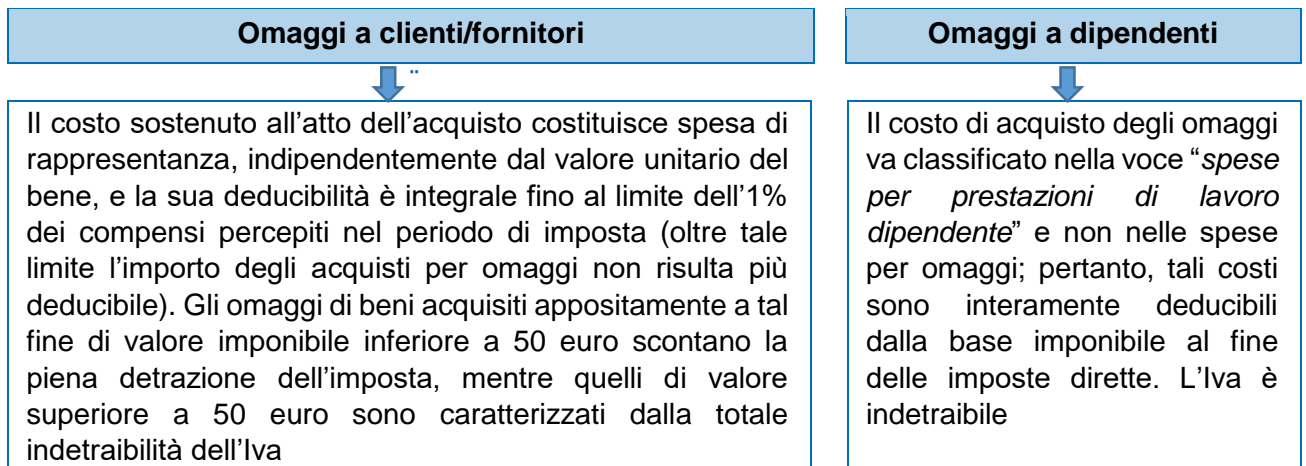 Omaggi a clienti/fornitori
Il costo sostenuto all’atto dell’acquisto costituisce spesa di
rappresentanza, indipendentemente dal valore unitario del
bene, e la sua deducibilità è integrale fino al limite dell’1%
dei compensi percepiti nel periodo di imposta (oltre tale
limite l’importo degli acquisti per omaggi non risulta più
deducibile). Gli omaggi di beni acquisiti appositamente a tal
fine di valore imponibile inferiore a 50 euro scontano la
piena detrazione dell’imposta, mentre quelli di valore
superiore a 50 euro sono caratterizzati dalla totale
indetraibilità dell’Iva
Omaggi a dipendenti
Il costo di acquisto degli omaggi
va classificato nella voce “spese
per prestazioni di lavoro
dipendente” e non nelle spese
per omaggi; pertanto, tali costi
sono interamente deducibili
dalla base imponibile al fine
delle imposte dirette. L’Iva è
indetraibile